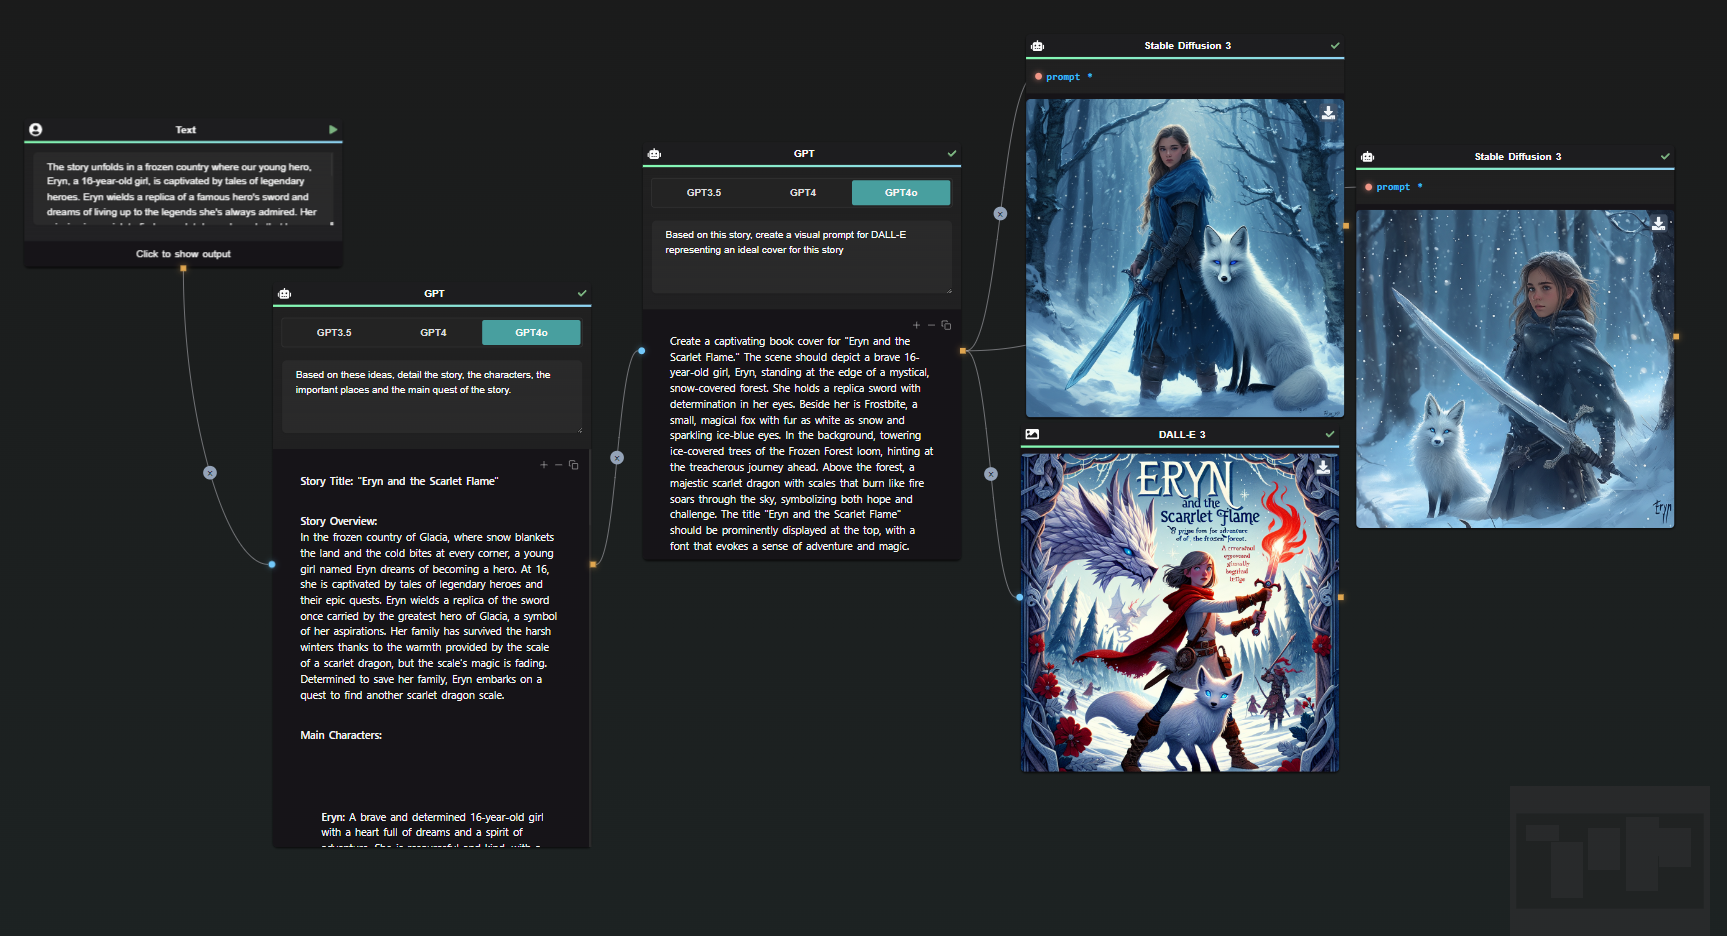 Text
The story unfolds in a frozen country where our young hero,
Eryn, a 16-year-old girl, is captivated by tales of legendary
heroes. Eryn wields a replica of a famous hero's sword and
dreams of living up to the legends she's always admired. Her
Click to show output
GPT
GPT3.5 GPT4 GPT4o
Based on these ideas, detail the story, the characters, the
important places and the main quest of the story.
Story Title: "Eryn and the Scarlet Flame"
Story Overview:
In the frozen country of Glacia, where snow blankets
the land and the cold bites at every corner, a young
girl named Eryn dreams of becoming a hero. At 16,
she is captivated by tales of legendary heroes and
their epic quests. Eryn wields a replica of the sword
once carried by the greatest hero of Glacia, a symbol
of her aspirations. Her family has survived the harsh
winters thanks to the warmth provided by the scale
of a scarlet dragon, but the scale's magic is fading.
Determined to save her family, Eryn embarks on a
quest to find another scarlet dragon scale.
Main Characters:
Eryn: A brave and determined 16-year-old girl
with a heart full of dreams and a spirit of
adventure. She is resourceful and kind, with a
GPT
GPT3.5 GPT4 GPT4o
Based on this story, create a visual prompt for DALL-E
representing an ideal cover for this story
Create a captivating book cover for "Eryn and the
Scarlet Flame." The scene should depict a brave 16-
year-old girl, Eryn, standing at the edge of a mystical,
snow-covered forest. She holds a replica sword with
determination in her eyes. Beside her is Frostbite, a
small, magical fox with fur as white as snow and
sparkling ice-blue eyes. In the background, towering
ice-covered trees of the Frozen Forest loom, hinting at
the treacherous journey ahead. Above the forest, a
majestic scarlet dragon with scales that burn like fire
soars through the sky, symbolizing both hope and
challenge. The title "Eryn and the Scarlet Flame"
should be prominently displayed at the top, with a
font that evokes a sense of adventure and magic.
Stable Diffusion 3
prompt *
DALL-E 3
ERYN
and the
Scarrlet Flame
of of the frozen forest.
Stable Diffusion 3
prompt *
Eryn